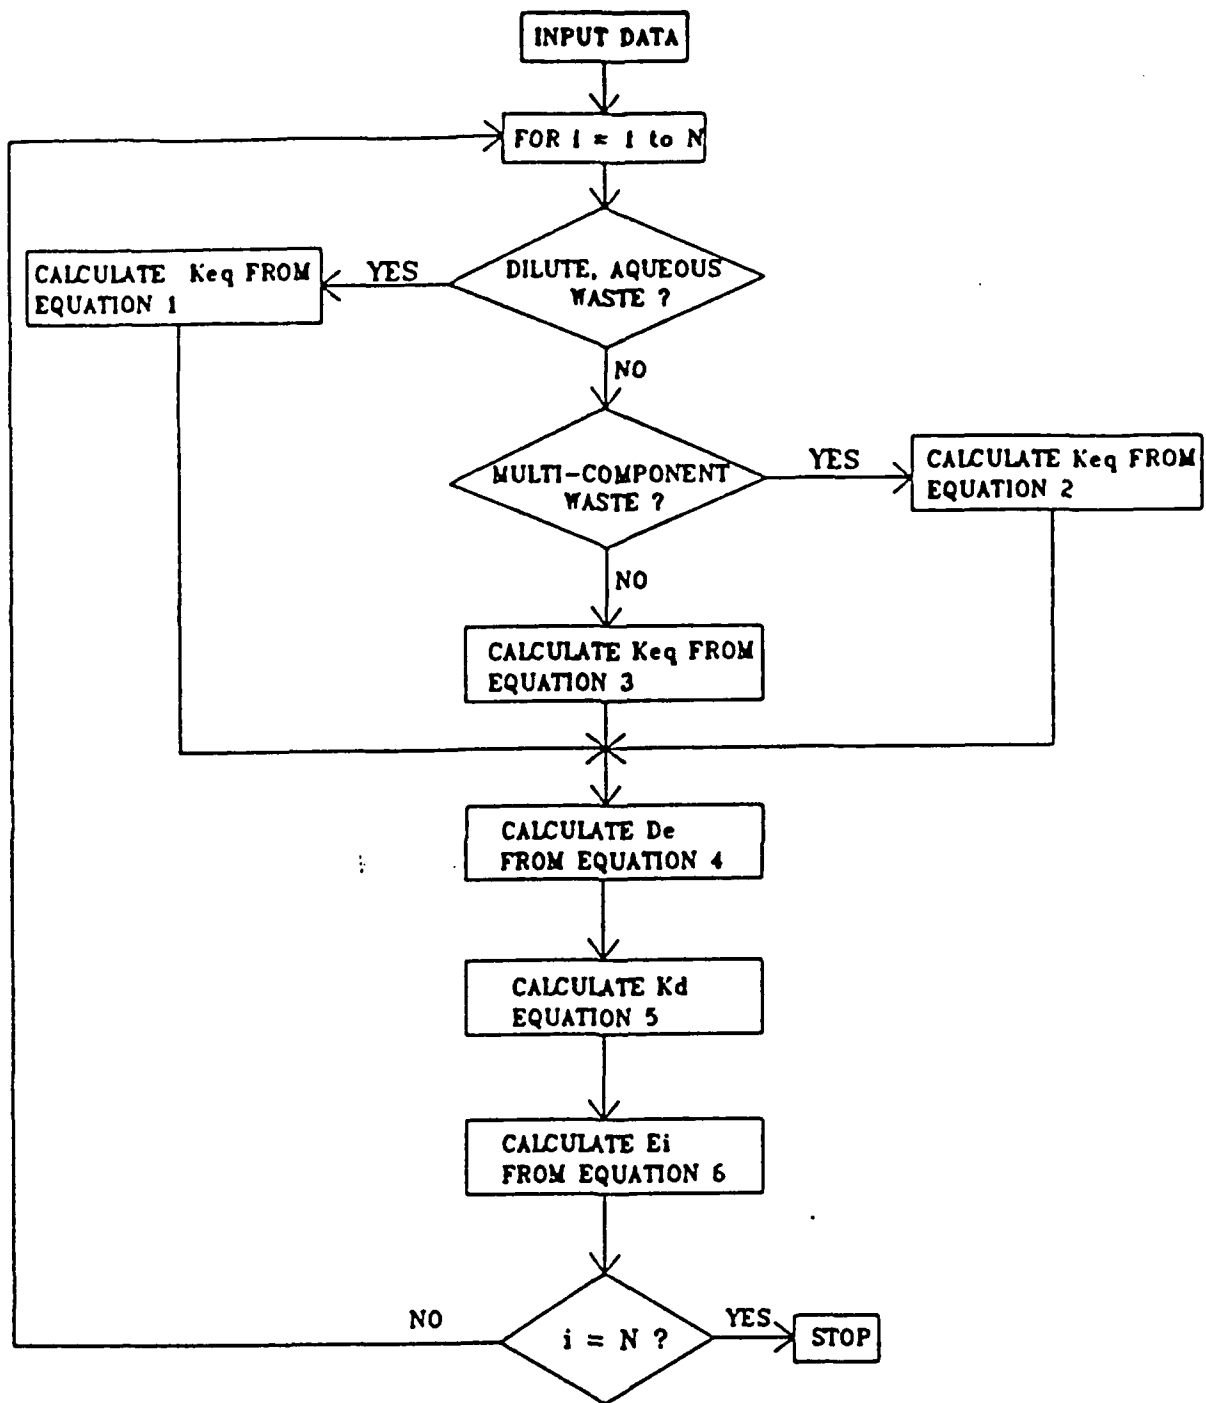 INPUT DATA
FOR i = 1 to N
DILUTE, AQUEOUS
WASTE ?
YES
CALCULATE Keq FROM
EQUATION 1
NO
MULTI-COMPONENT
WASTE ?
YES
CALCULATE Keq FROM
EQUATION 2
NO
CALCULATE Keq FROM
EQUATION 3
CALCULATE De
FROM EQUATION 4
CALCULATE Kd
EQUATION 5
CALCULATE Ei
FROM EQUATION 6
i = N ?
NO
YES
STOP